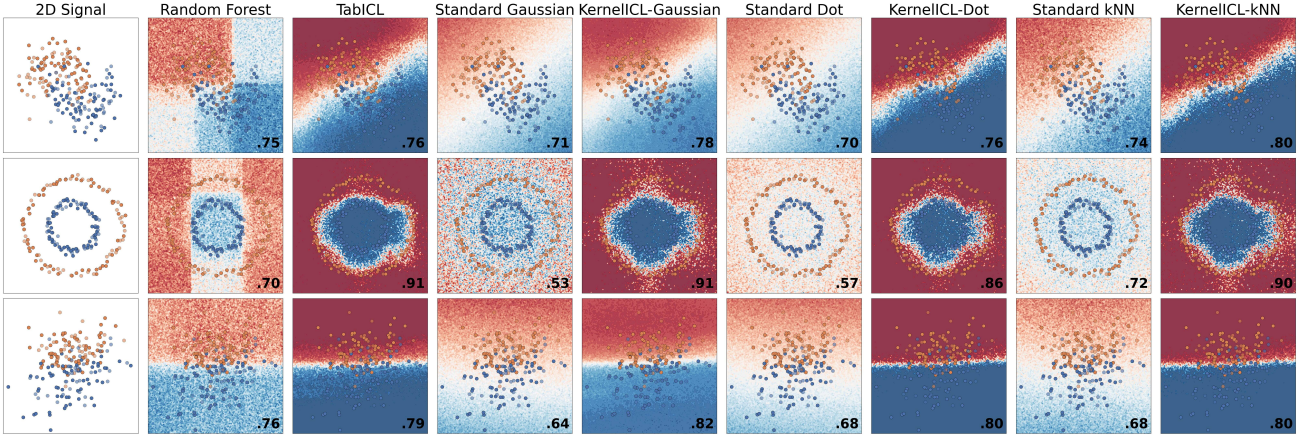 2D Signal Random Forest TabICL Standard Gaussian KernelICL-Gaussian Standard Dot KernelICL-Dot Standard kNN KernelICL-kNN
.75 .76 .71 .78 .70 .76 .74 .80
.70 .91 .53 .91 .57 .86 .72 .90
.76 .79 .64 .82 .68 .80 .68 .80